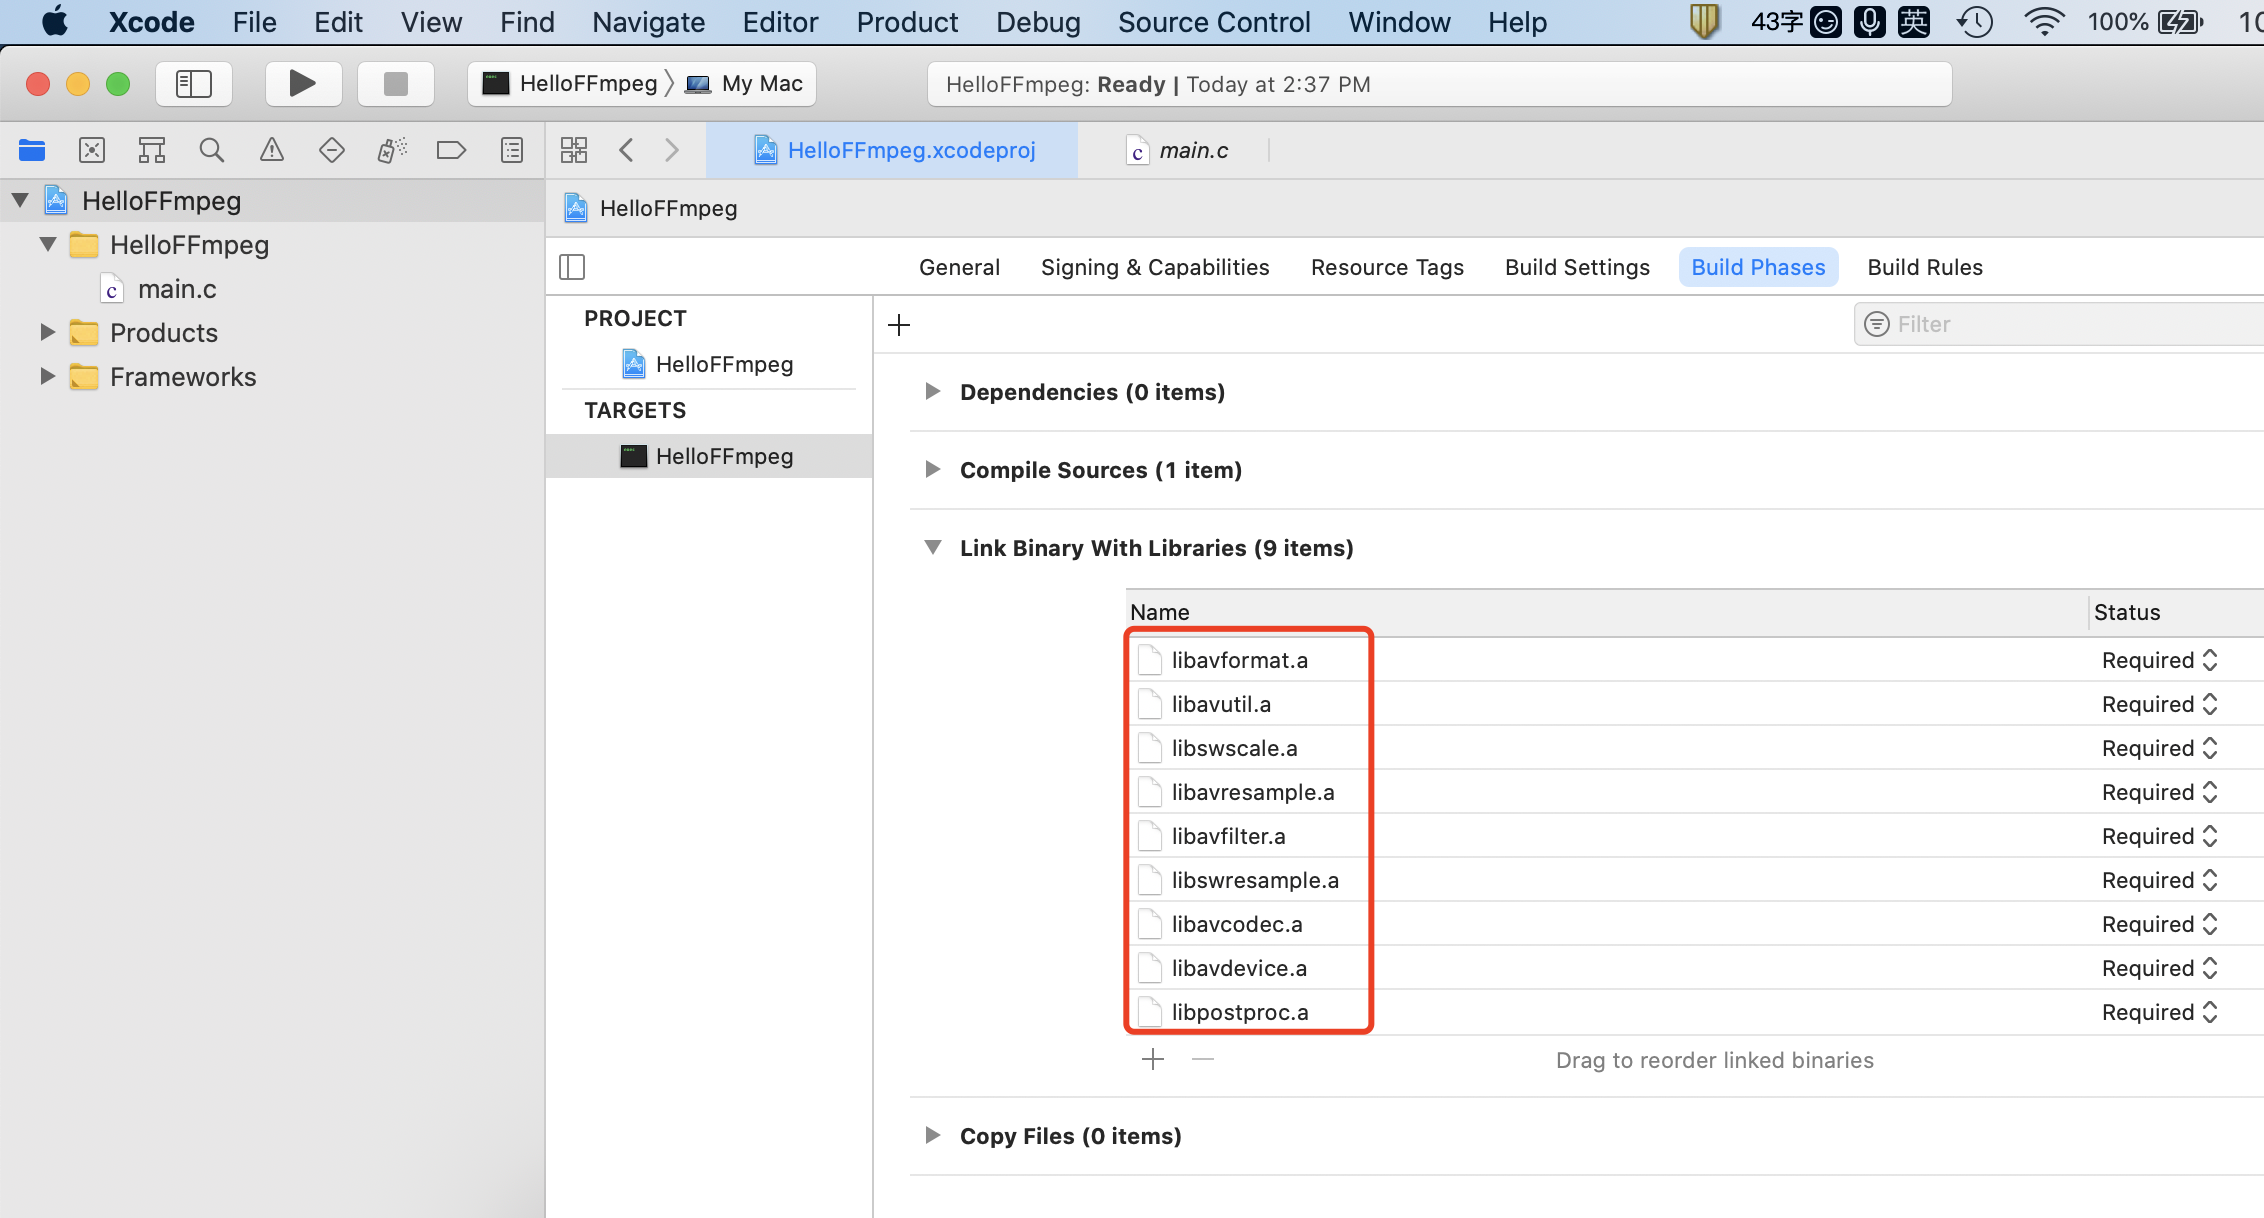 Xcode File Edit View Find Navigate Editor Product Debug Source Control Window Help 43字 英 100%
HelloFFmpeg My Mac HelloFFmpeg: Ready | Today at 2:37 PM
HelloFFmpeg.xcodeproj main.c
HelloFFmpeg
HelloFFmpeg
main.c
Products
Frameworks
HelloFFmpeg
General Signing & Capabilities Resource Tags Build Settings Build Phases Build Rules
PROJECT
HelloFFmpeg
TARGETS
HelloFFmpeg
Filter
Dependencies (0 items)
Compile Sources (1 item)
Link Binary With Libraries (9 items)
Name Status
libavformat.a Required
libavutil.a Required
libswscale.a Required
libavresample.a Required
libavfilter.a Required
libswresample.a Required
libavcodec.a Required
libavdevice.a Required
libpostproc.a Required
Drag to reorder linked binaries
Copy Files (0 items)